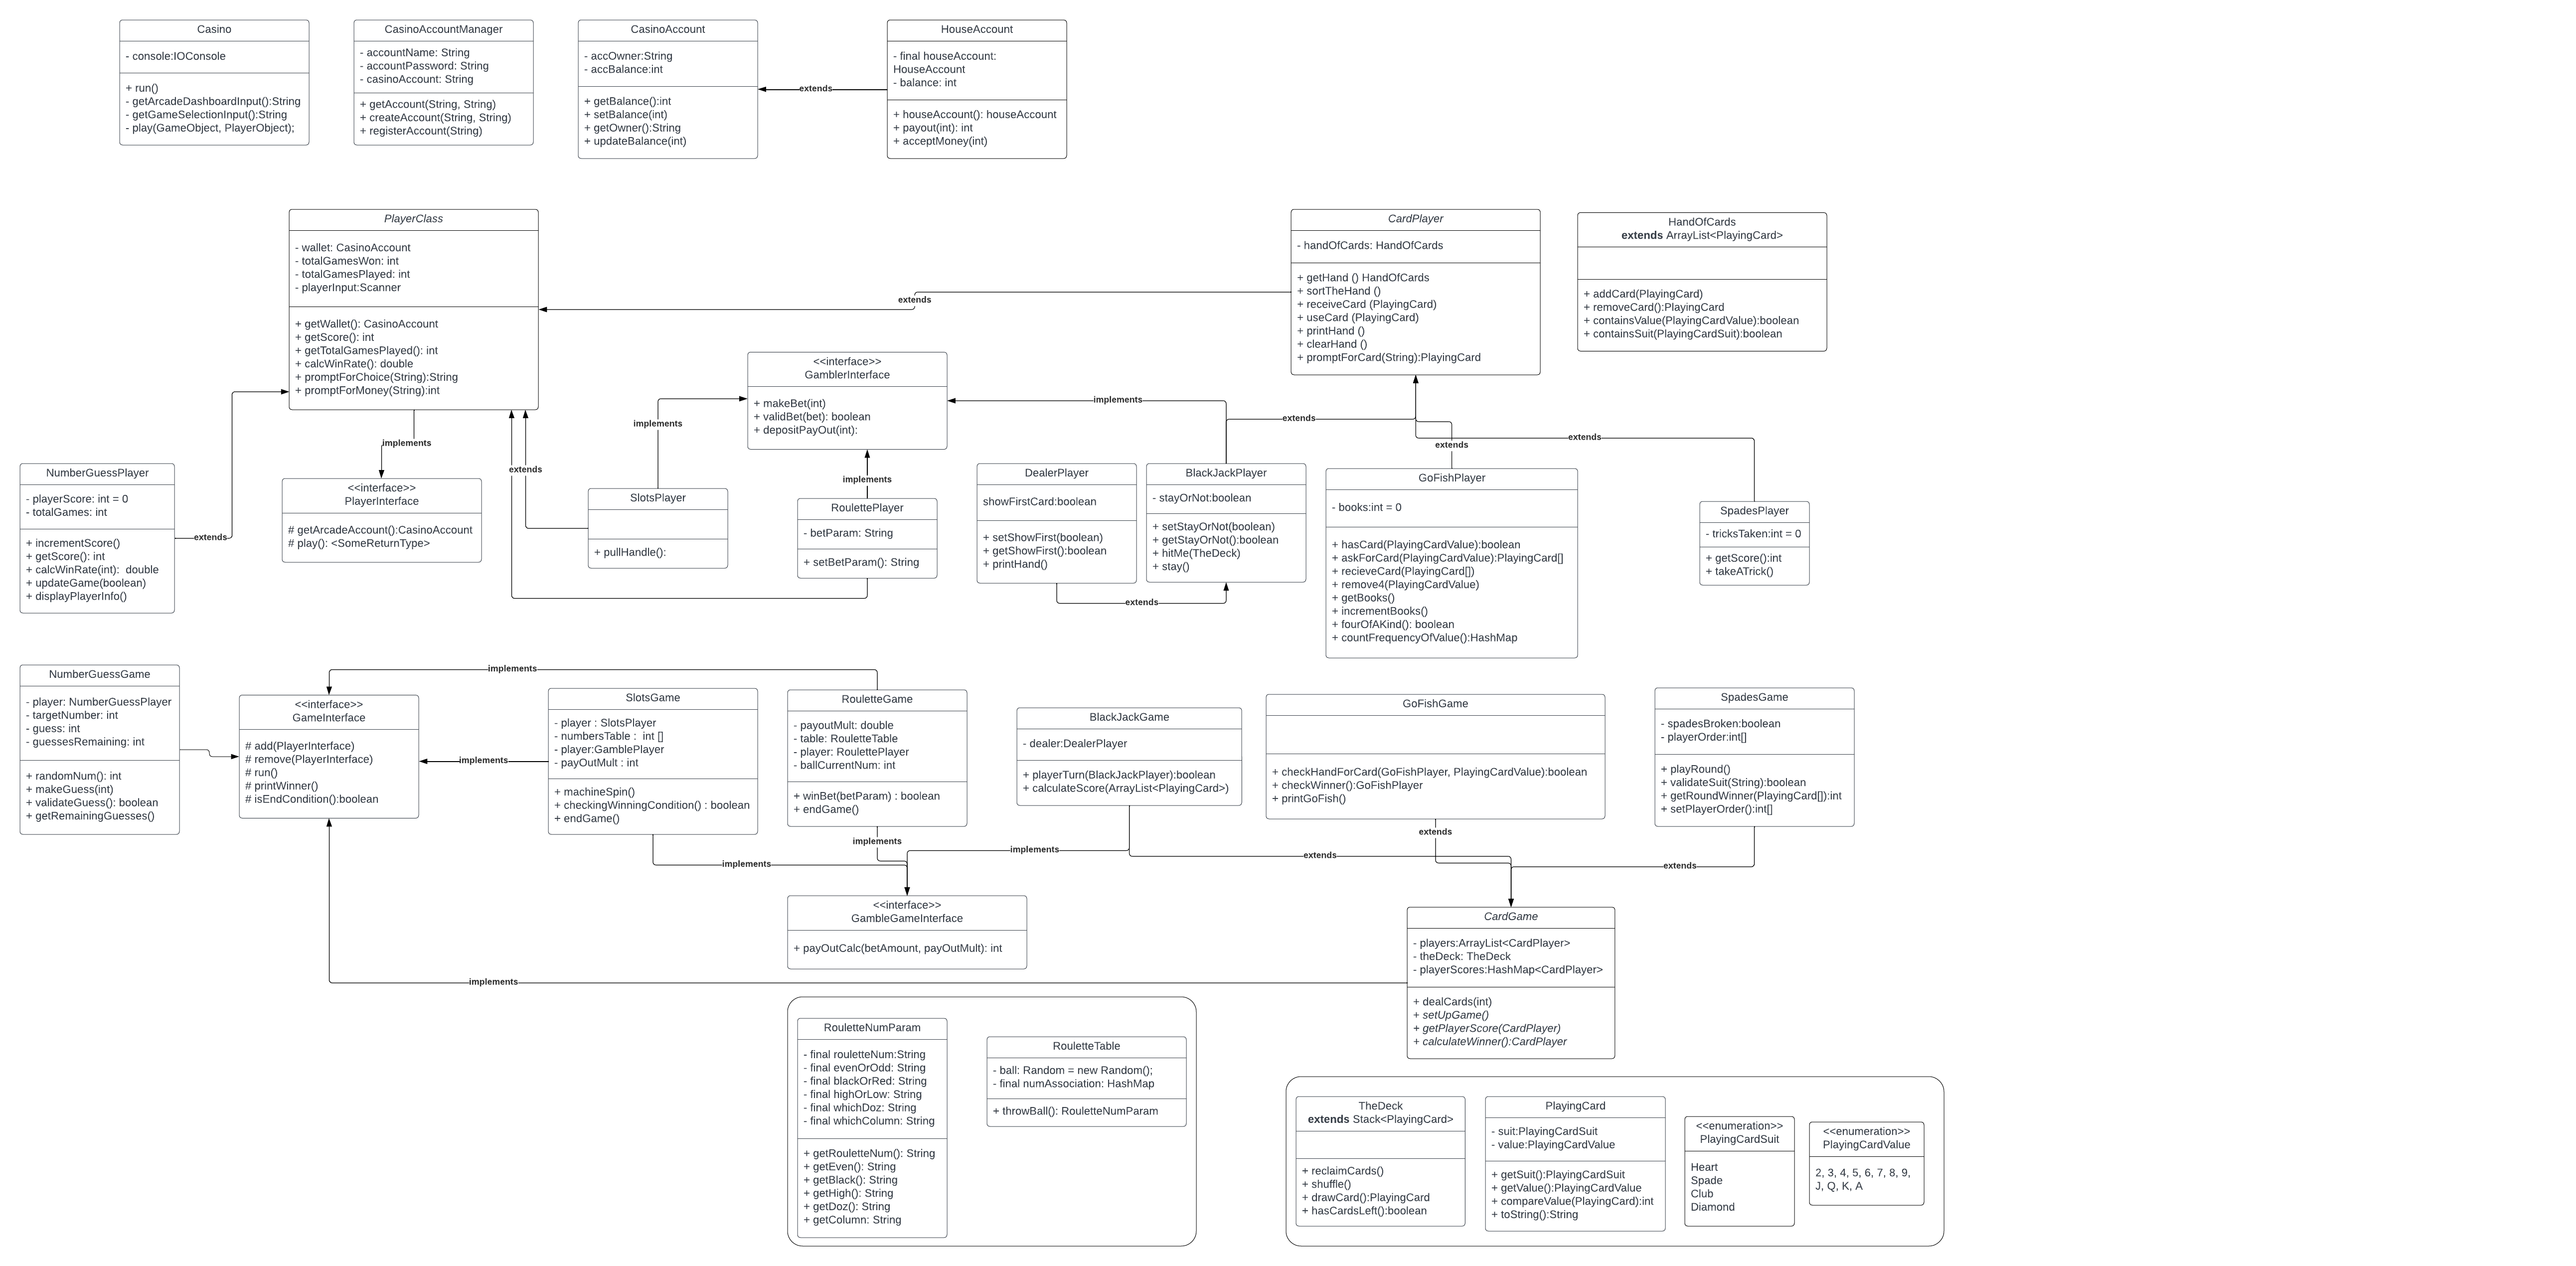 Casino
- console:IOConsole
+ run()
- getArcadeDashboardInput():String
- getGameSelectionInput():String
- play(GameObject, PlayerObject);
CasinoAccountManager
- accountName: String
- accountPassword: String
- casinoAccount: String
+ getAccount(String, String)
+ createAccount(String, String)
+ registerAccount(String)
CasinoAccount
- accOwner:String
- accBalance:int
+ getBalance():int
+ setBalance(int)
+ getOwner():String
+ updateBalance(int)
extends
HouseAccount
- final houseAccount:
HouseAccount
- balance: int
+ houseAccount(): houseAccount
+ payout(int): int
+ acceptMoney(int)
PlayerClass
- wallet: CasinoAccount
- totalGamesWon: int
- totalGamesPlayed: int
- playerInput:Scanner
+ getWallet(): CasinoAccount
+ getScore(): int
+ getTotalGamesPlayed(): int
+ calcWinRate(): double
+ promptForChoice(String):String
+ promptForMoney(String):int
extends
CardPlayer
- handOfCards: HandOfCards
+ getHand () HandOfCards
+ sortTheHand ()
+ receiveCard (PlayingCard)
+ useCard (PlayingCard)
+ printHand ()
+ clearHand ()
+ promptForCard(String):PlayingCard
HandOfCards
extends ArrayList<PlayingCard>
+ addCard(PlayingCard)
+ removeCard():PlayingCard
+ containsValue(PlayingCardValue):boolean
+ containsSuit(PlayingCardSuit):boolean
<<interface>>
GamblerInterface
+ makeBet(int)
+ validBet(bet): boolean
+ depositPayOut(int):
implements
implements
extends
extends
extends
implements
extends
implements
NumberGuessPlayer
- playerScore: int = 0
- totalGames: int
+ incrementScore()
+ getScore(): int
+ calcWinRate(int):  double
+ updateGame(boolean)
+ displayPlayerInfo()
extends
<<interface>>
PlayerInterface
# getArcadeAccount():CasinoAccount
# play(): <SomeReturnType>
SlotsPlayer
+ pullHandle():
RoulettePlayer
- betParam: String
+ setBetParam(): String
DealerPlayer
showFirstCard:boolean
+ setShowFirst(boolean)
+ getShowFirst():boolean
+ printHand()
BlackJackPlayer
- stayOrNot:boolean
+ setStayOrNot(boolean)
+ getStayOrNot():boolean
+ hitMe(TheDeck)
+ stay()
extends
GoFishPlayer
- books:int = 0
+ hasCard(PlayingCardValue):boolean
+ askForCard(PlayingCardValue):PlayingCard[]
+ recieveCard(PlayingCard[])
+ remove4(PlayingCardValue)
+ getBooks()
+ incrementBooks()
+ fourOfAKind(): boolean
+ countFrequencyOfValue():HashMap
SpadesPlayer
- tricksTaken:int = 0
+ getScore():int
+ takeATrick()
NumberGuessGame
- player: NumberGuessPlayer
- targetNumber: int
- guess: int
- guessesRemaining: int
+ randomNum(): int
+ makeGuess(int)
+ validateGuess(): boolean
+ getRemainingGuesses()
implements
<<interface>>
GameInterface
# add(PlayerInterface)
# remove(PlayerInterface)
# run()
# printWinner()
# isEndCondition():boolean
implements
SlotsGame
- player : SlotsPlayer
- numbersTable :  int []
- player:GamblePlayer
- payOutMult : int
+ machineSpin()
+ checkingWinningCondition() : boolean
+ endGame()
RouletteGame
- payoutMult: double
- table: RouletteTable
- player: RoulettePlayer
- ballCurrentNum: int
+ winBet(betParam) : boolean
+ endGame()
BlackJackGame
- dealer:DealerPlayer
+ playerTurn(BlackJackPlayer):boolean
+ calculateScore(ArrayList<PlayingCard>)
GoFishGame
+ checkHandForCard(GoFishPlayer, PlayingCardValue):boolean
+ checkWinner():GoFishPlayer
+ printGoFish()
SpadesGame
- spadesBroken:boolean
- playerOrder:int[]
+ playRound()
+ validateSuit(String):boolean
+ getRoundWinner(PlayingCard[]):int
+ setPlayerOrder():int[]
implements
implements
implements
extends
extends
extends
<<interface>>
GambleGameInterface
+ payOutCalc(betAmount, payOutMult): int
CardGame
- players:ArrayList<CardPlayer>
- theDeck: TheDeck
- playerScores:HashMap<CardPlayer>
+ dealCards(int)
+ setUpGame()
+ getPlayerScore(CardPlayer)
+ calculateWinner():CardPlayer
implements
RouletteNumParam
- final rouletteNum:String
- final evenOrOdd: String
- final blackOrRed: String
- final highOrLow: String
- final whichDoz: String
- final whichColumn: String
+ getRouletteNum(): String
+ getEven(): String
+ getBlack(): String
+ getHigh(): String
+ getDoz(): String
+ getColumn: String
RouletteTable
- ball: Random = new Random();
- final numAssociation: HashMap
+ throwBall(): RouletteNumParam
TheDeck
extends Stack<PlayingCard>
+ reclaimCards()
+ shuffle()
+ drawCard():PlayingCard
+ hasCardsLeft():boolean
PlayingCard
- suit:PlayingCardSuit
- value:PlayingCardValue
+ getSuit():PlayingCardSuit
+ getValue():PlayingCardValue
+ compareValue(PlayingCard):int
+ toString():String
<<enumeration>>
PlayingCardSuit
Heart
Spade
Club
Diamond
<<enumeration>>
PlayingCardValue
2, 3, 4, 5, 6, 7, 8, 9,
J, Q, K, A